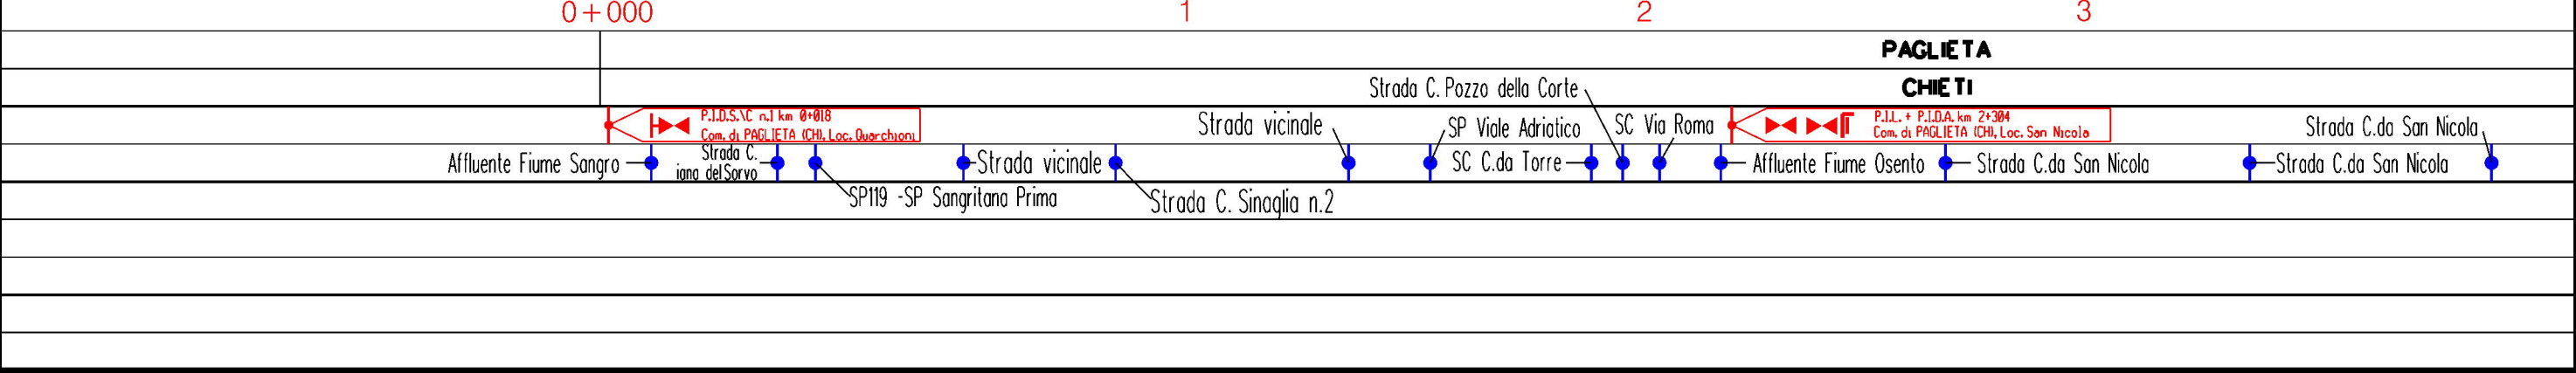 0+000 1 2 3
PAGLIETA
Strada C. Pozzo della Corte CHIETI
P.I.D.S.\C n.1 km 0+018
Com. di PAGLIETA (CH), Loc. Quarchioni
Strada vicinale SP Viale Adriatico SC Via Roma
P.I.L. + P.I.D.A. km 2+304
Com. di PAGLIETA (CH), Loc. San Nicola
Strada C.da San Nicola
Affluente Fiume Sangro
Strada C.
iana del Sorvo
Strada vicinale SC C.da Torre Affluente Fiume Osento Strada C.da San Nicola Strada C.da San Nicola
SP119 -SP Sangritana Prima Strada C. Sinaglia n.2